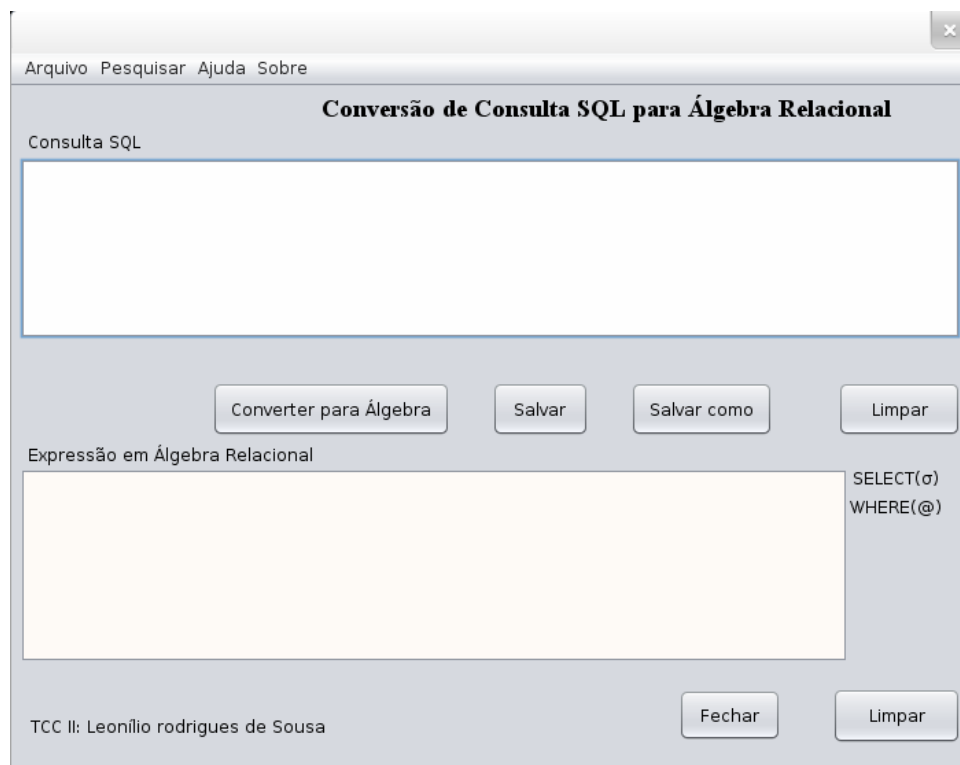 Arquivo Pesquisar Ajuda Sobre
Conversão de Consulta SQL para Álgebra Relacional
Consulta SQL
Converter para Álgebra Salvar Salvar como Limpar
Expressão em Álgebra Relacional
SELECT(σ)
WHERE(@)
Fechar Limpar
TCC II: Leonílio rodrigues de Sousa